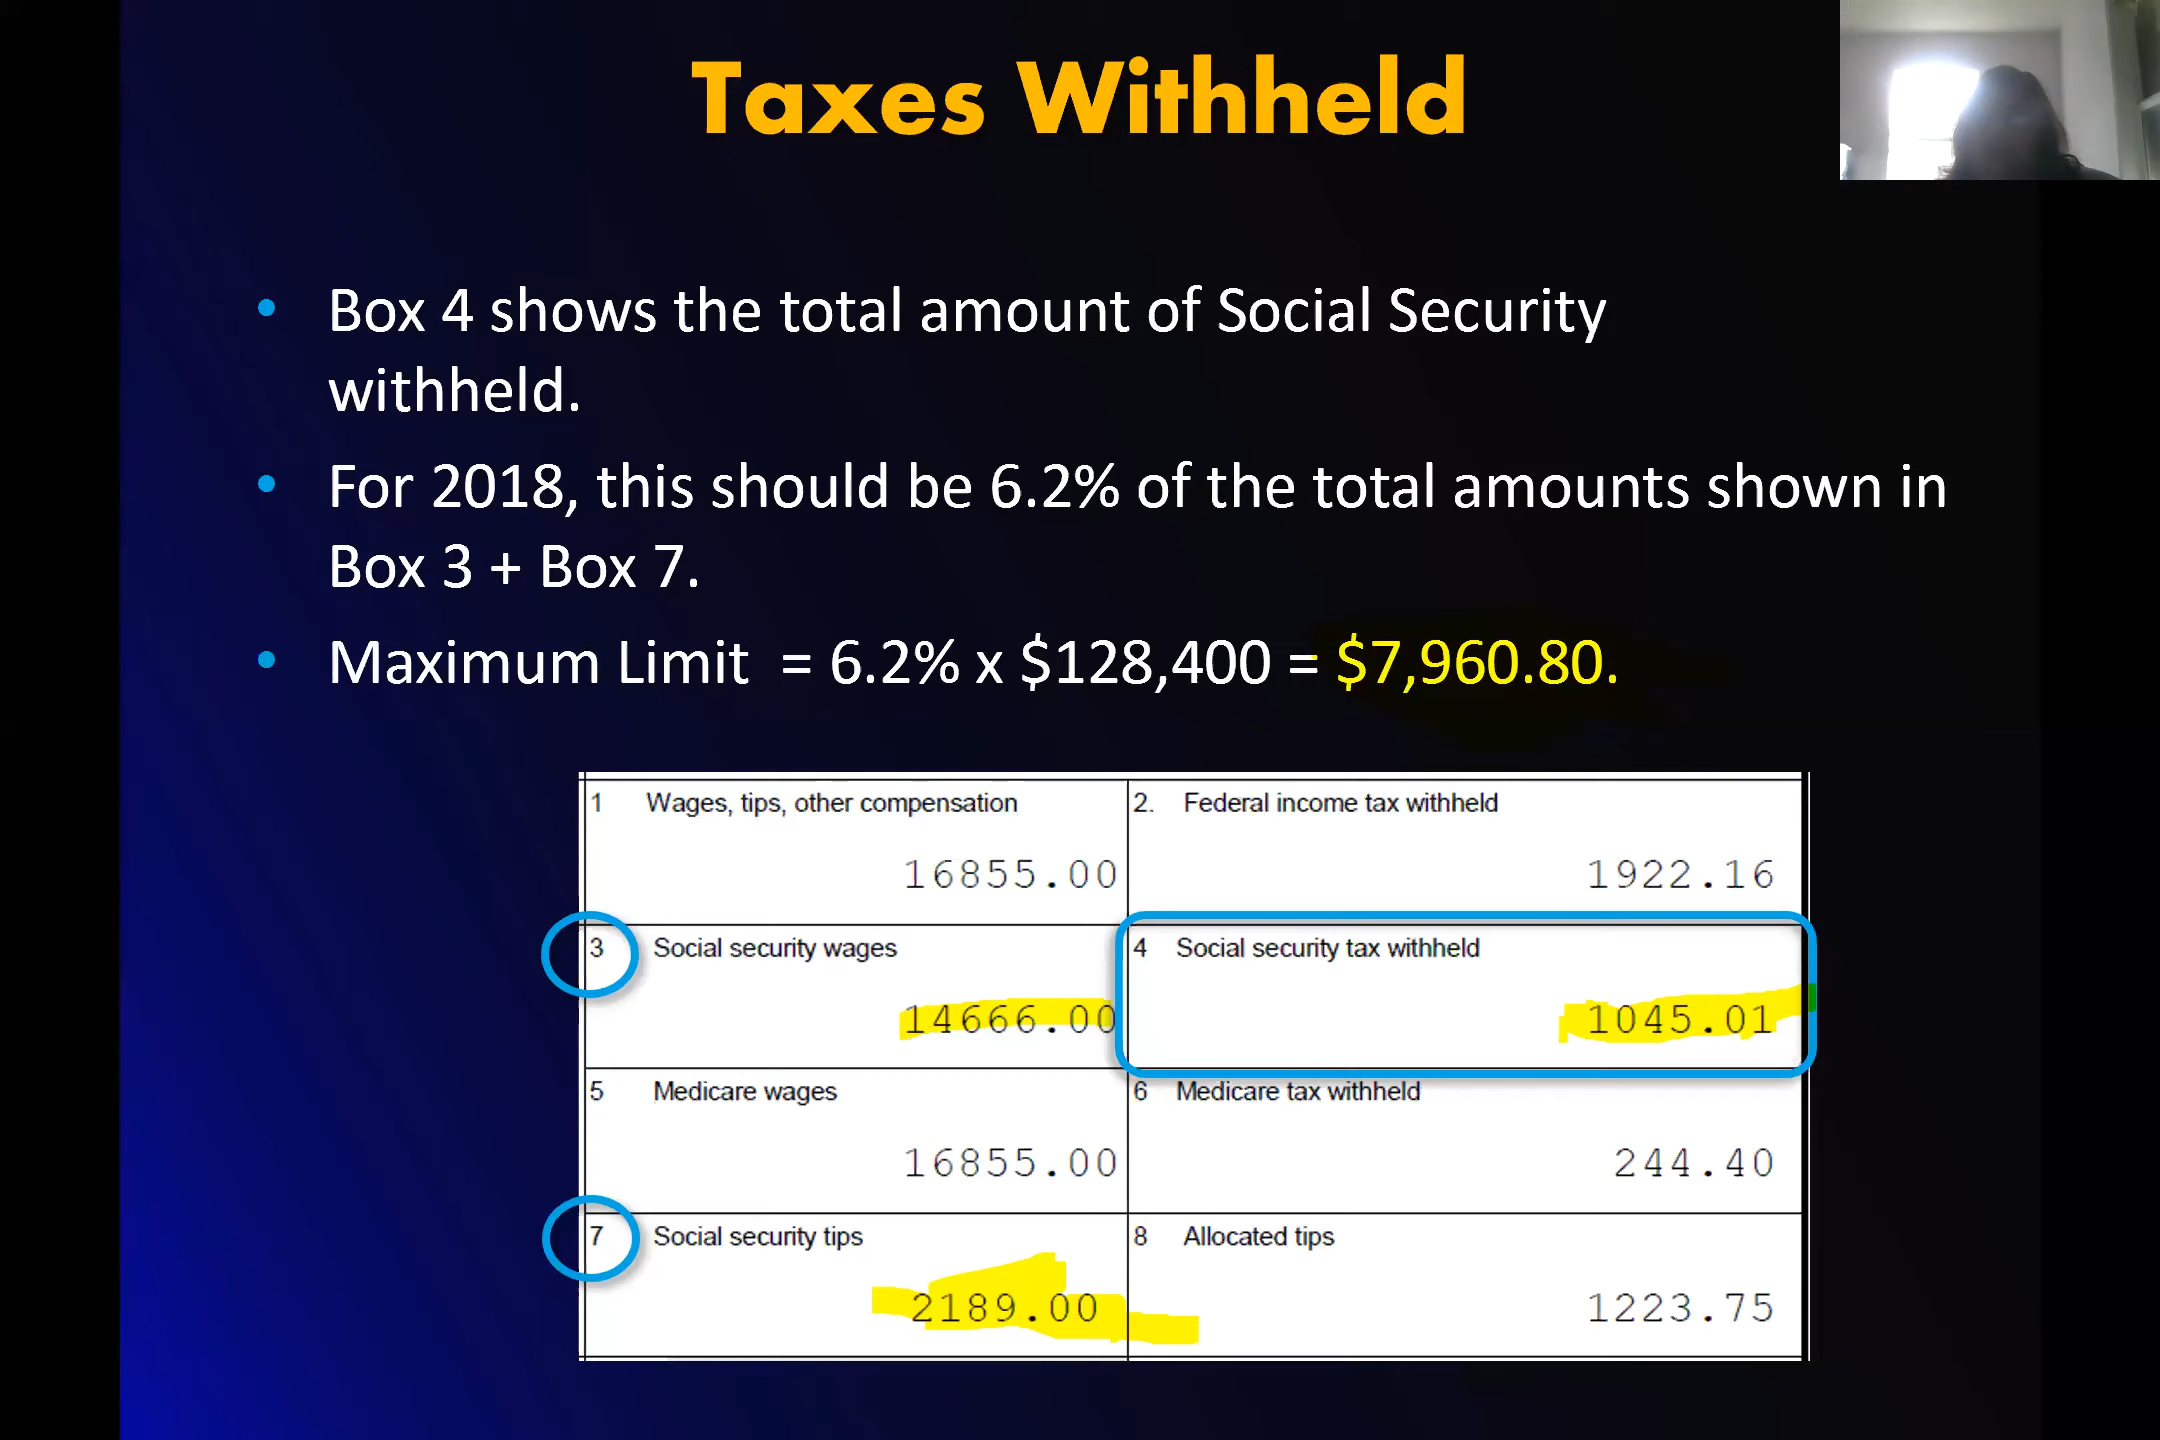 Taxes Withheld
• Box 4 shows the total amount of Social Security
withheld.
• For 2018, this should be 6.2% of the total amounts shown in
Box 3 + Box 7.
• Maximum Limit = 6.2% x $128,400 = $7,960.80.
1 Wages, tips, other compensation
16855.00
2. Federal income tax withheld
1922.16
3 Social security wages
14666.00
4 Social security tax withheld
1045.01
5 Medicare wages
16855.00
6 Medicare tax withheld
244.40
7 Social security tips
2189.00
8 Allocated tips
1223.75